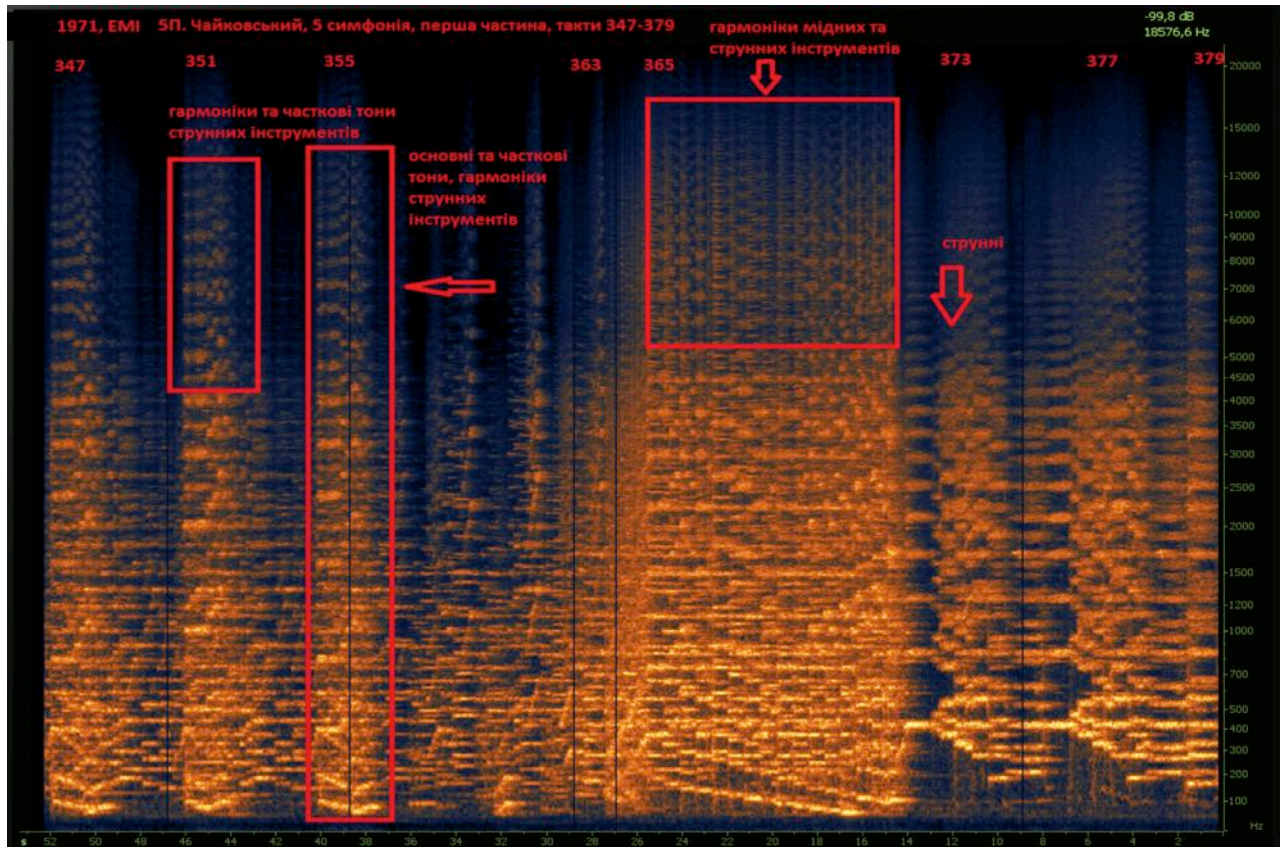 -99,8 dB
18576,6 Hz
1971, EMI 5П. Чайковський, 5 симфонія, перша частина, такти 347-379
гармоніки мідних та
струнних інструментів
347 351 355 363 365 373 377 379
гармоніки та часткові тони
струнних інструментів
основні та часткові
тони, гармоніки
струнних
інструментів
струнні
20000
15000
12000
10000
9000
8000
7000
6000
5000
4500
4000
3500
3000
2500
2000
1500
1200
1000
700
500
400
300
200
100
Hz
s 52 50 48 46 44 42 40 38 36 34 32 30 28 26 24 22 20 18 16 14 12 10 8 6 4 2